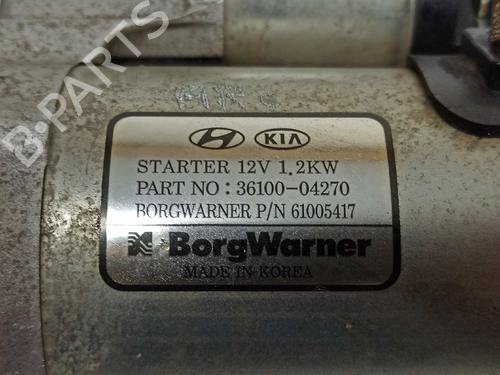 B-PARTS
KIA
STARTER 12V 1.2KW
PART NO : 36100-04270
BORGWARNER P/N 61005417
BorgWarner
MADE IN KOREA